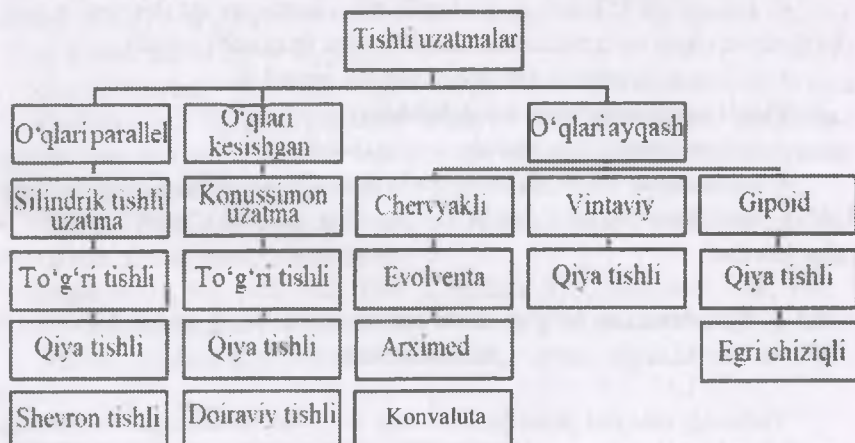 Tishli uzatmalar
O‘qlari parallel
O‘qlari
kesishgan
O‘qlari ayqash
Silindrik tishli
uzatma
Konussimon
uzatma
Chervyakli
Vintaviy
Gipoid
To‘g‘ri tishli
To‘g‘ri tishli
Evolventa
Qiya tishli
Qiya tishli
Qiya tishli
Qiya tishli
Arximed
Egri chiziqli
Shevron tishli
Doiraviy tishli
Konvaluta